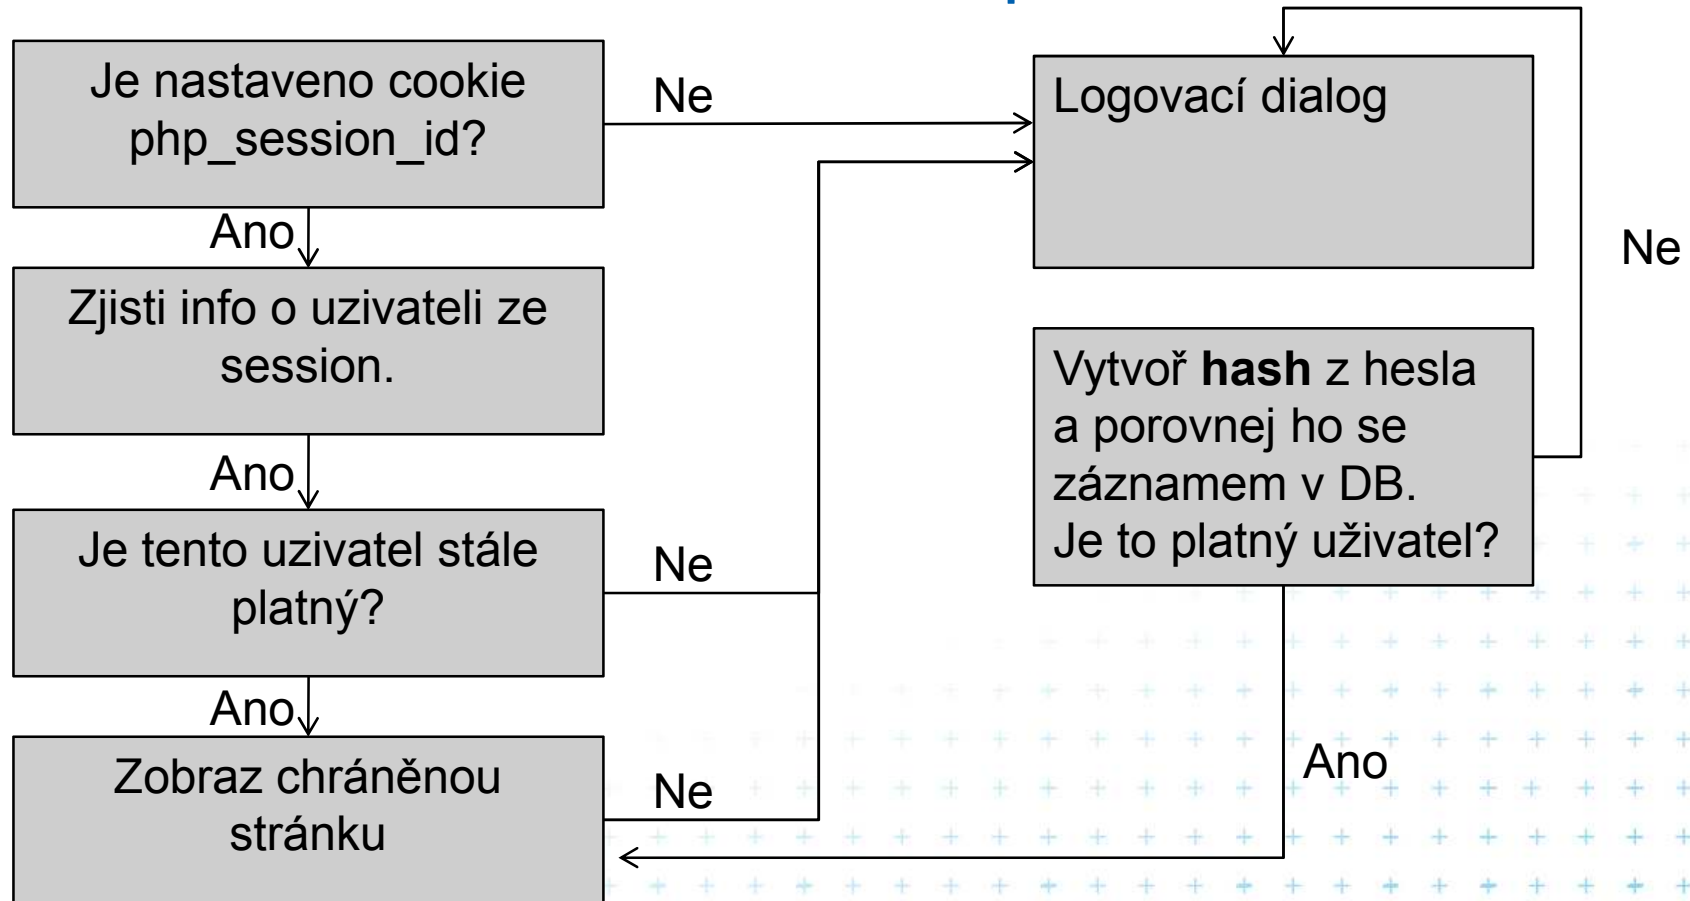 Je nastaveno cookie
php_session_id?
Ne
Logovací dialog
Ano
Ne
Zjisti info o uzivateli ze
session.
Vytvoř hash z hesla
a porovnej ho se
záznamem v DB.
Je to platný uživatel?
Ano
Je tento uzivatel stále
platný?
Ne
Ano
Ano
Zobraz chráněnou
stránku
Ne